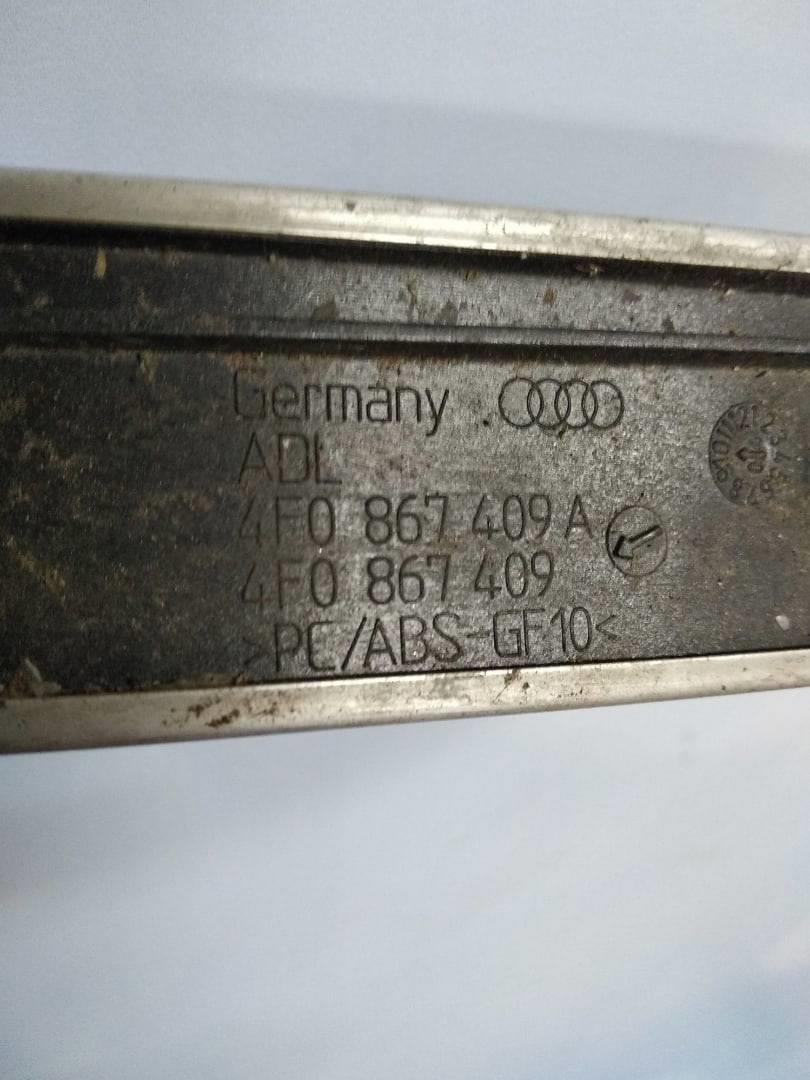 Germany
ADL
4F0 867 409 A
4F0 867 409
>PC/ABS-GF10<